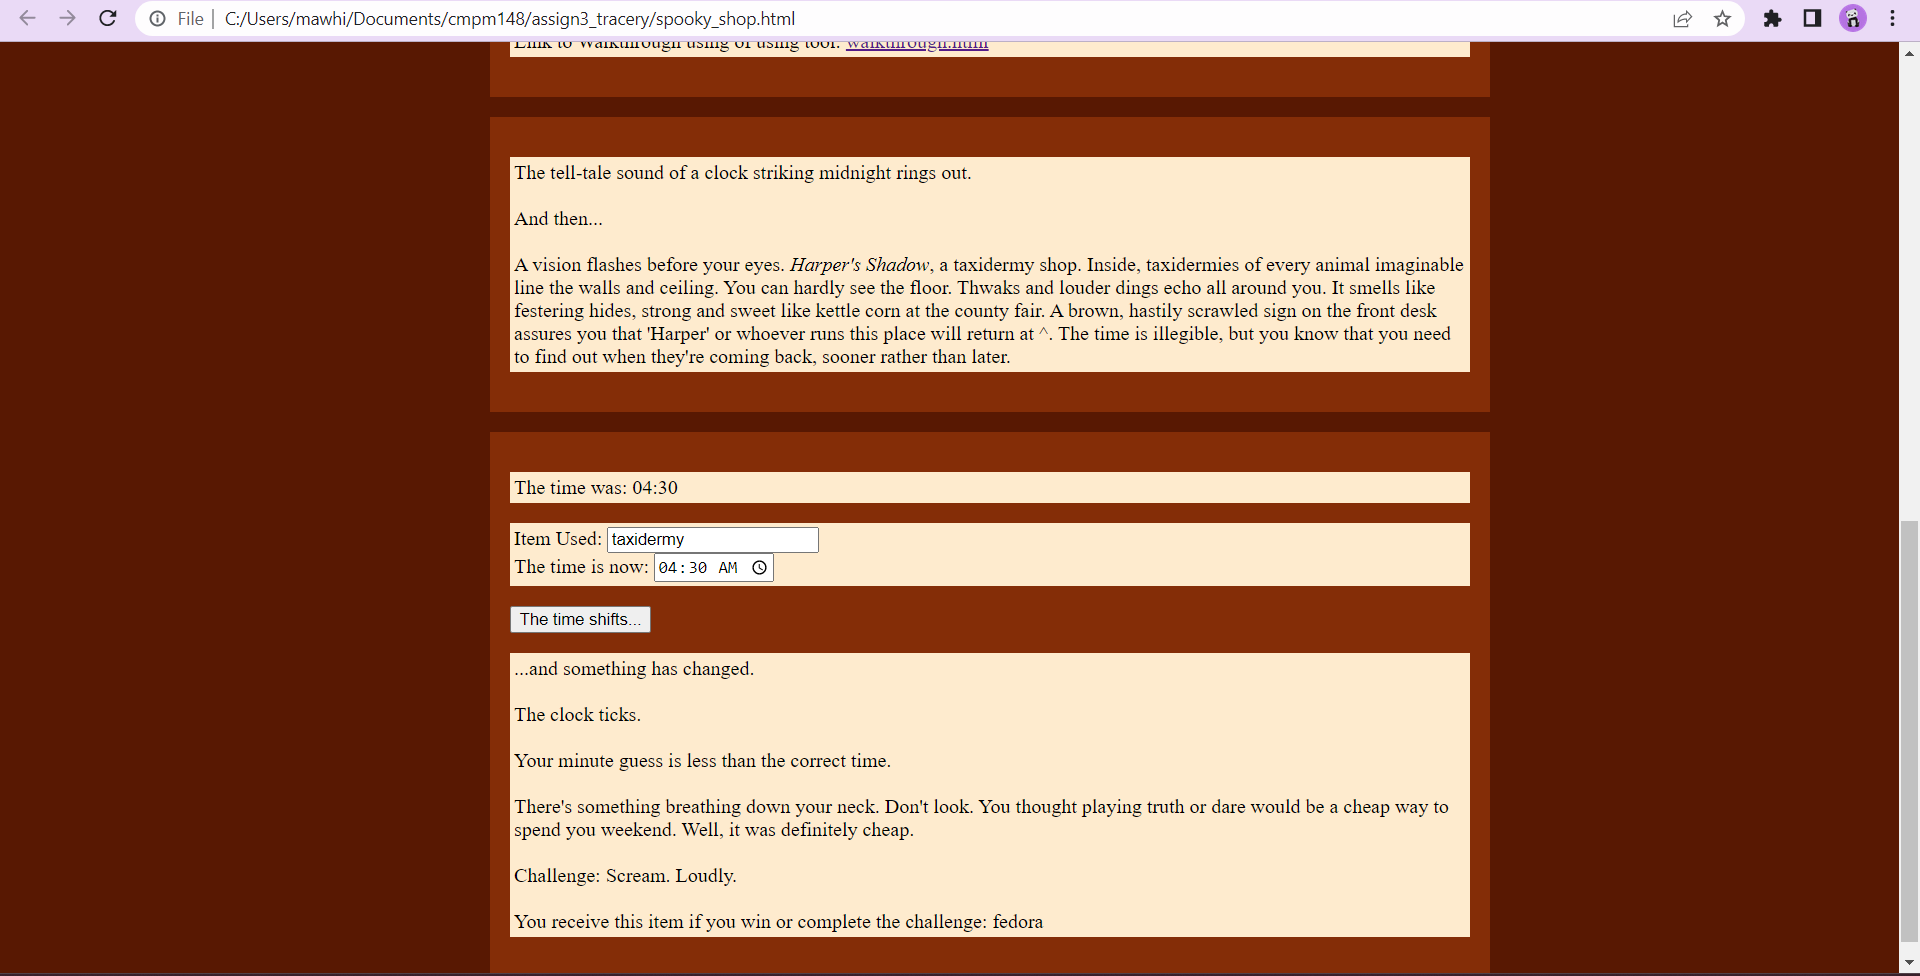 File | C:/Users/mawhi/Documents/cmpm148/assign3_tracery/spooky_shop.html
Link to Walkthrough using of using tool: walkthrough.html
The tell-tale sound of a clock striking midnight rings out.
And then...
A vision flashes before your eyes. Harper's Shadow, a taxidermy shop. Inside, taxidermies of every animal imaginable
line the walls and ceiling. You can hardly see the floor. Thwaks and louder dings echo all around you. It smells like
festering hides, strong and sweet like kettle corn at the county fair. A brown, hastily scrawled sign on the front desk
assures you that 'Harper' or whoever runs this place will return at ^. The time is illegible, but you know that you need
to find out when they're coming back, sooner rather than later.
The time was: 04:30
Item Used: taxidermy
The time is now: 04:30 AM
The time shifts...
...and something has changed.
The clock ticks.
Your minute guess is less than the correct time.
There's something breathing down your neck. Don't look. You thought playing truth or dare would be a cheap way to
spend you weekend. Well, it was definitely cheap.
Challenge: Scream. Loudly.
You receive this item if you win or complete the challenge: fedora